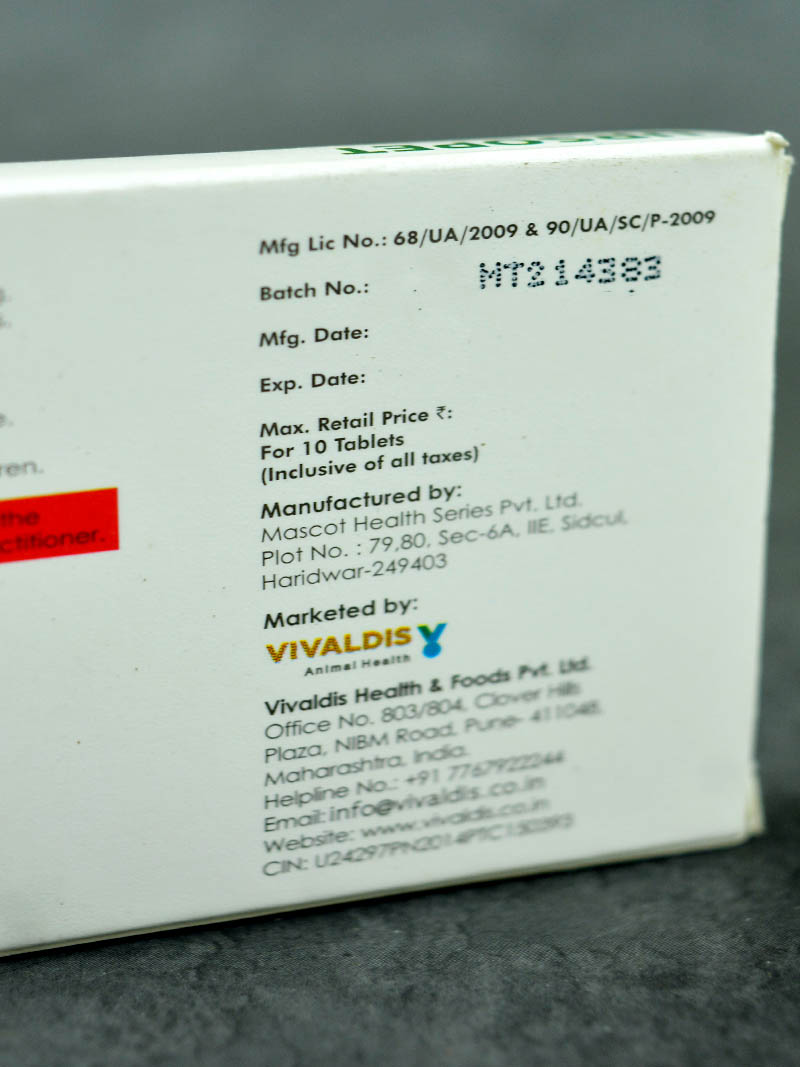 Mfg Lic No.: 68/UA/2009 & 90/UA/SC/P-2009
Batch No.: MT214383
Mfg. Date:
Exp. Date:
Max. Retail Price ₹:
For 10 Tablets
(Inclusive of all taxes)
Manufactured by:
Mascot Health Series Pvt. Ltd.
Plot No. : 79,80, Sec-6A, IIE, Sidcul,
Haridwar-249403
Marketed by:
VIVALDIS
Animal Health
Vivaldis Health & Foods Pvt. Ltd.
Office No. 803/804, Clover Hills
Plaza, NIBM Road, Pune- 411048,
Maharashtra, India.
Helpline No.: +91 7767922244
Email: info@vivaldis.co.in
Website: www.vivaldis.co.in
CIN:
the